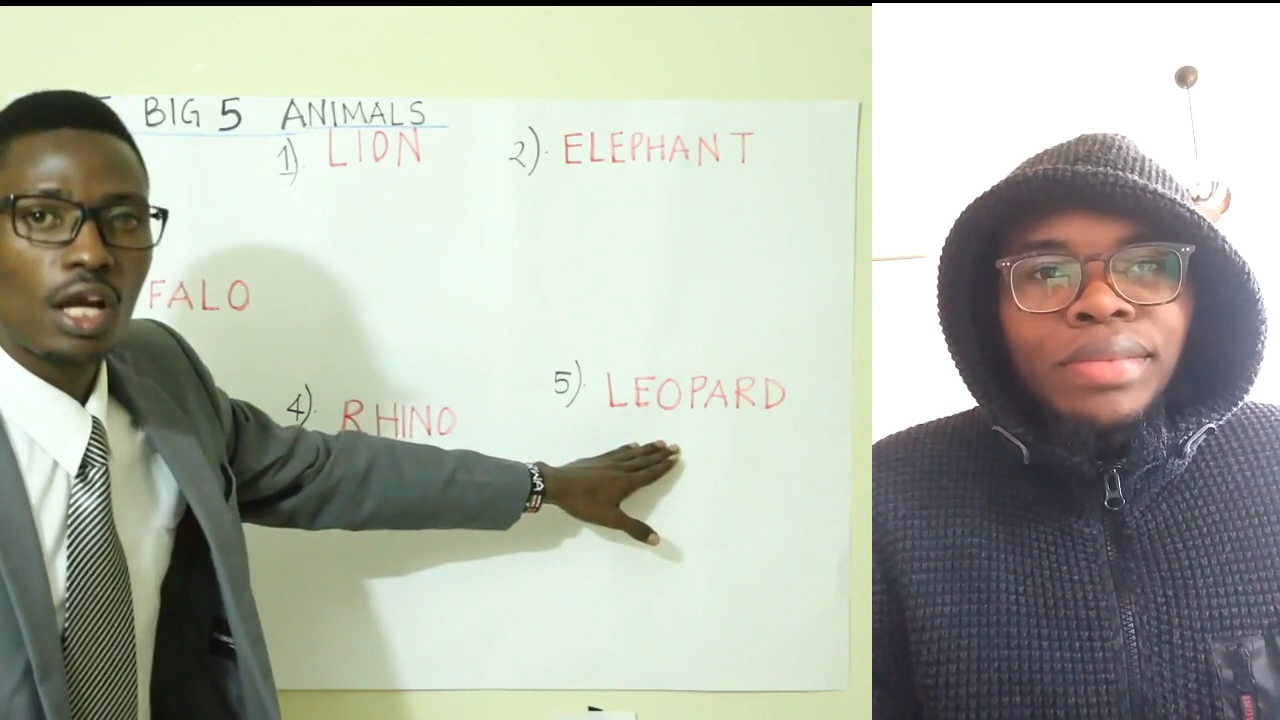 BIG 5 ANIMALS
1). LION
2). ELEPHANT
FALO
4). RHINO
5). LEOPARD